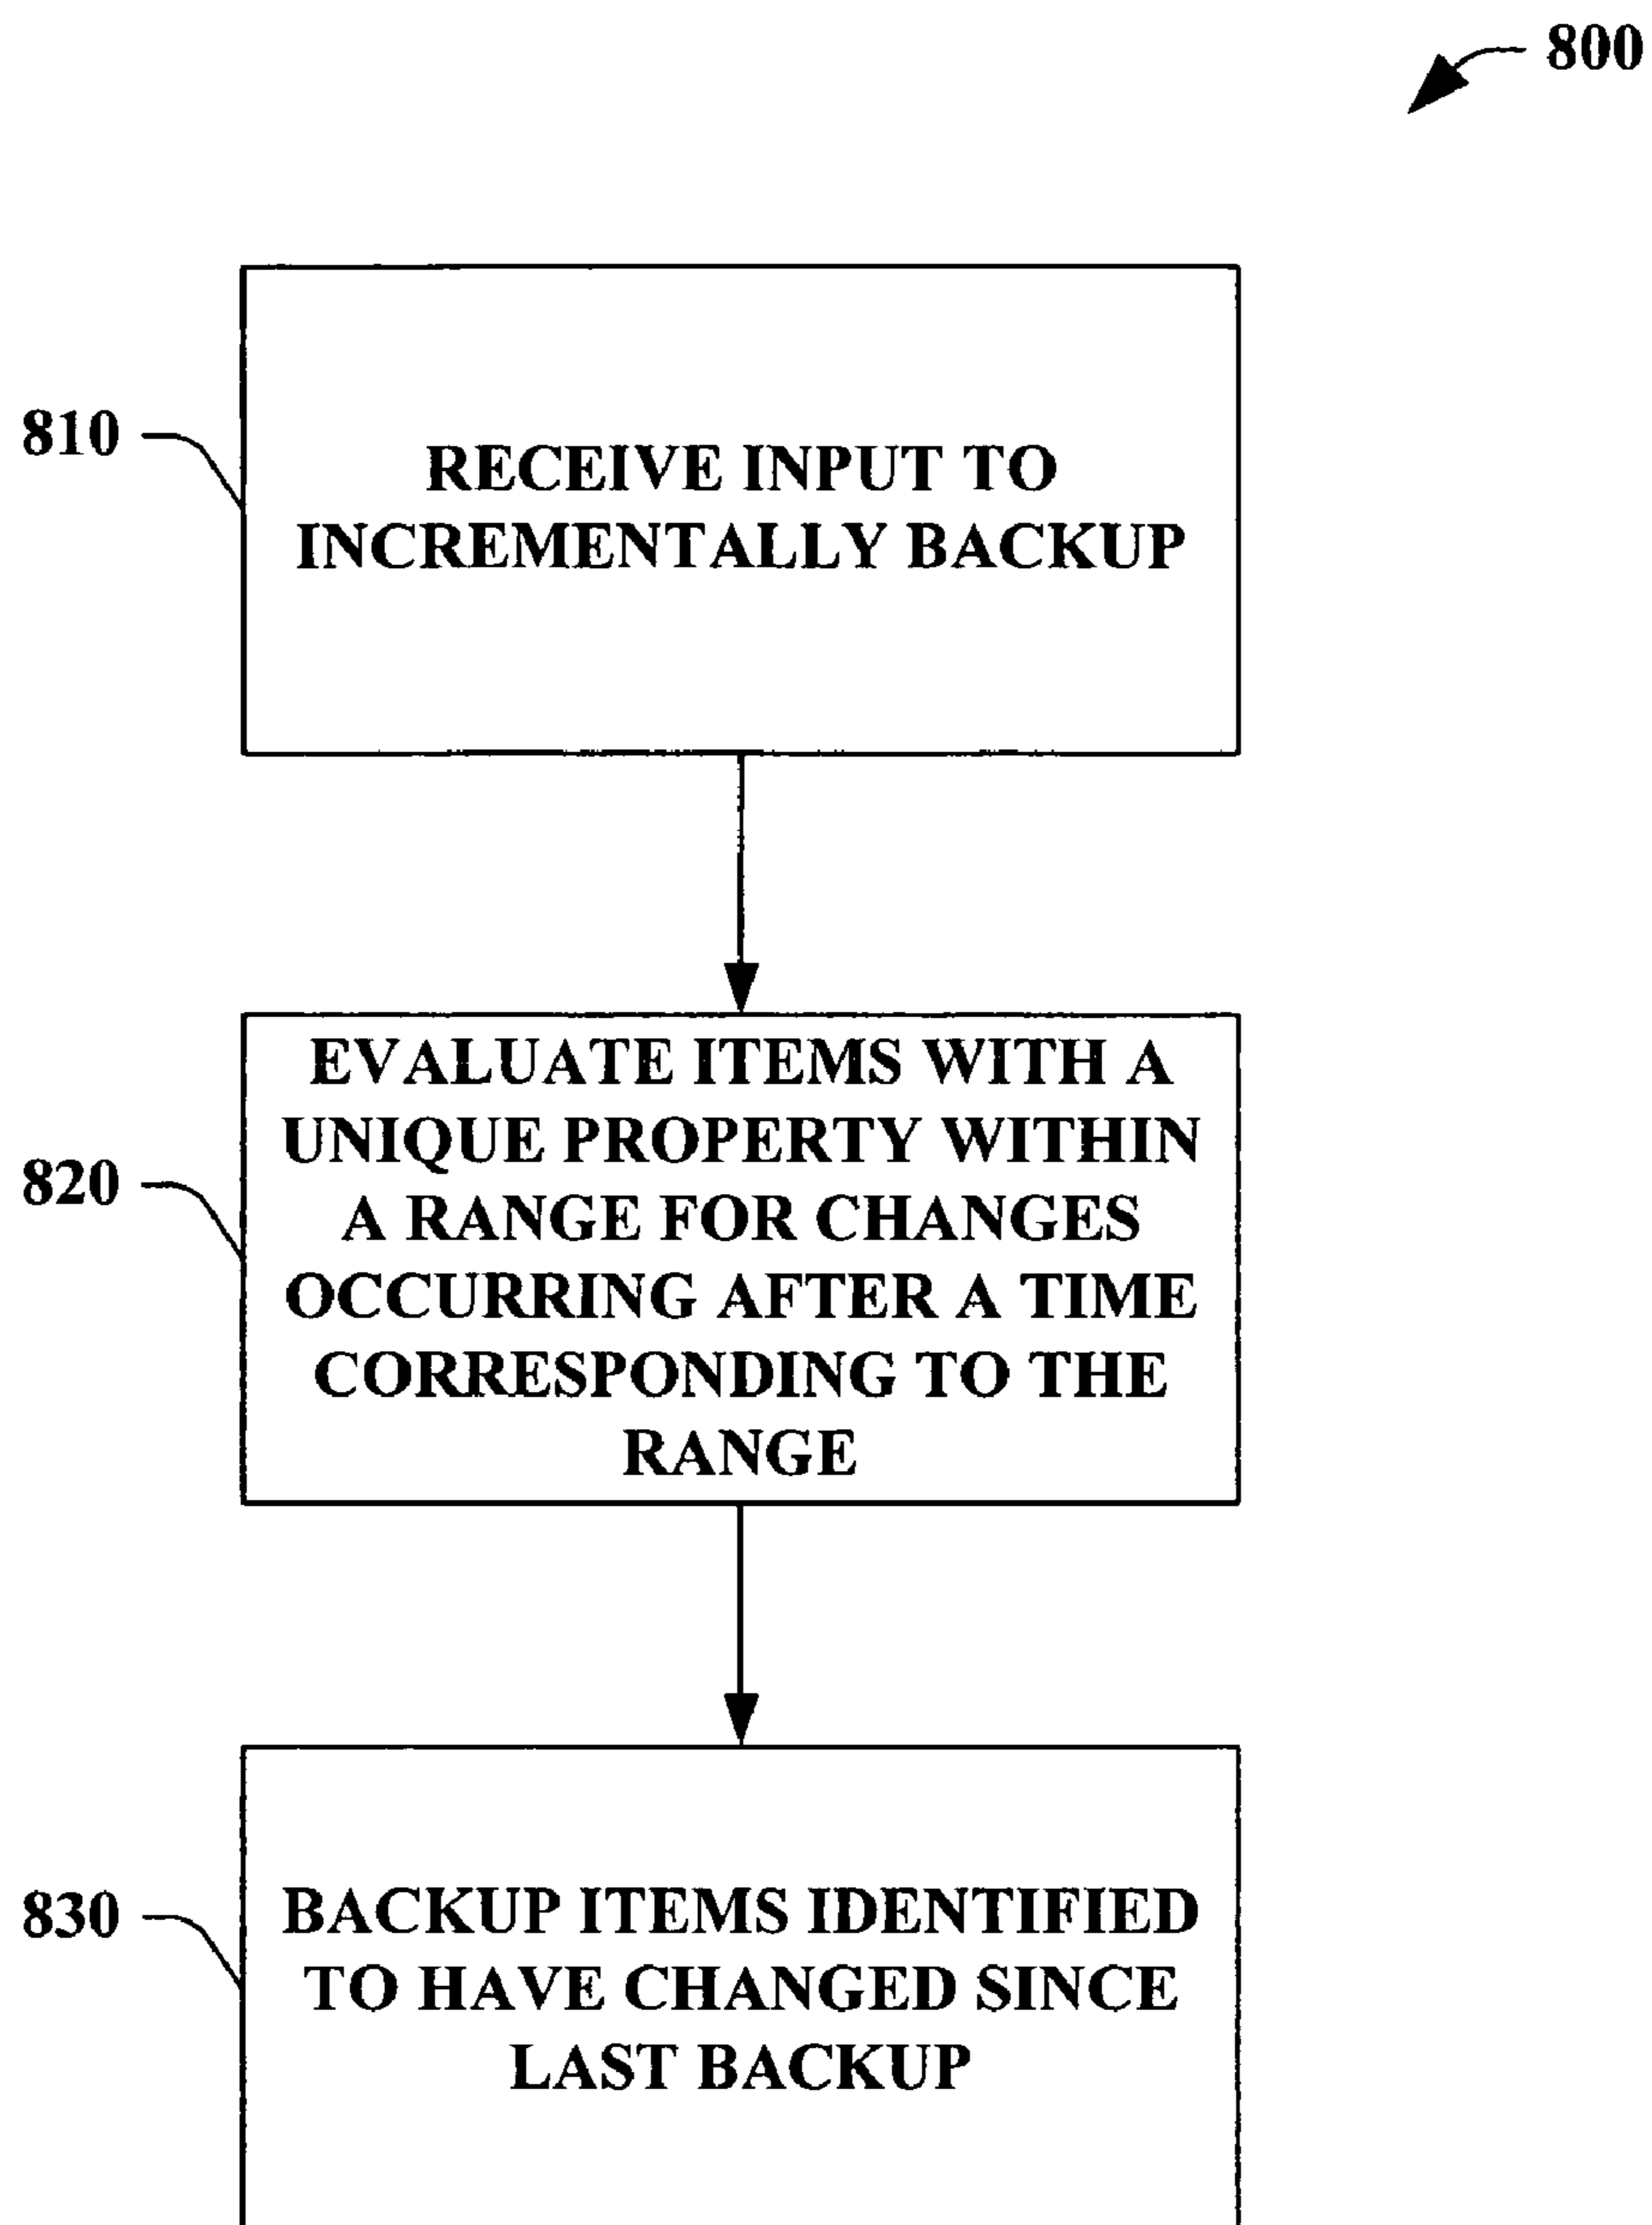 800
810
RECEIVE INPUT TO
INCREMENTALLY BACKUP
820
EVALUATE ITEMS WITH A
UNIQUE PROPERTY WITHIN
A RANGE FOR CHANGES
OCCURRING AFTER A TIME
CORRESPONDING TO THE
RANGE
830
BACKUP ITEMS IDENTIFIED
TO HAVE CHANGED SINCE
LAST BACKUP